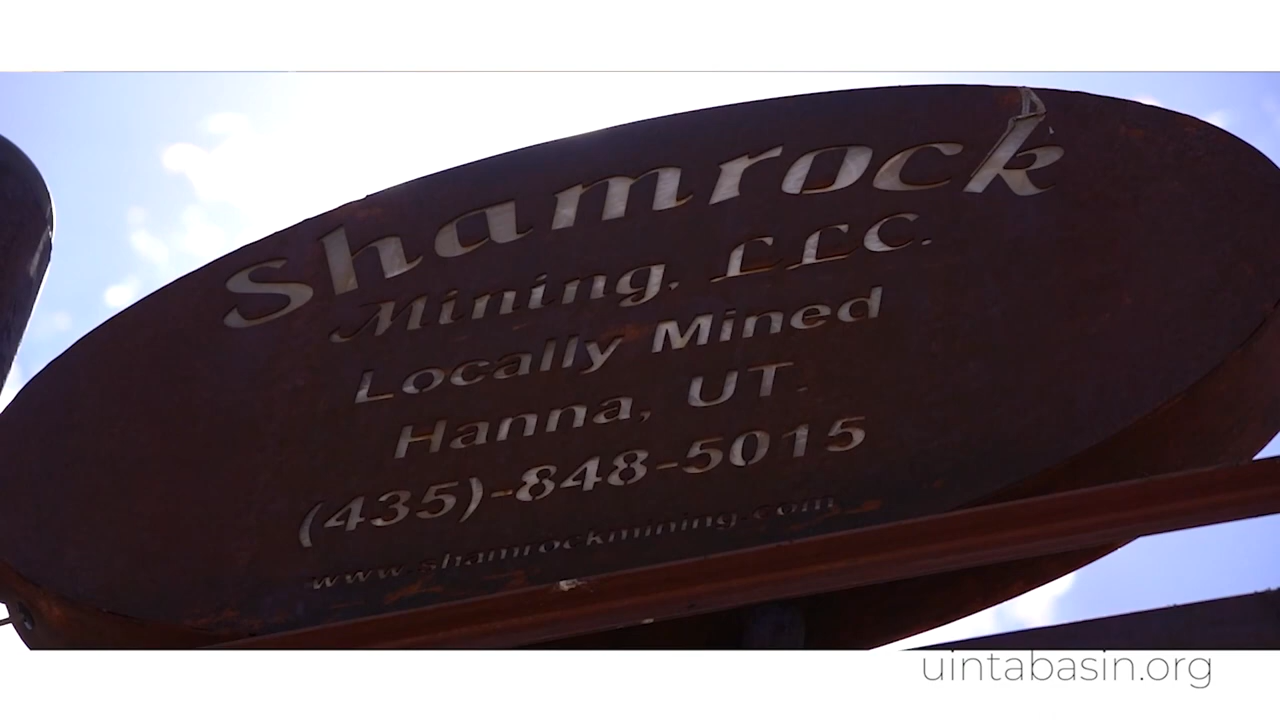 Shamrock
Mining, LLC.
Locally Mined
Hanna, UT.
(435)-848-5015
www.shamrockmining.com
uintabasin.org